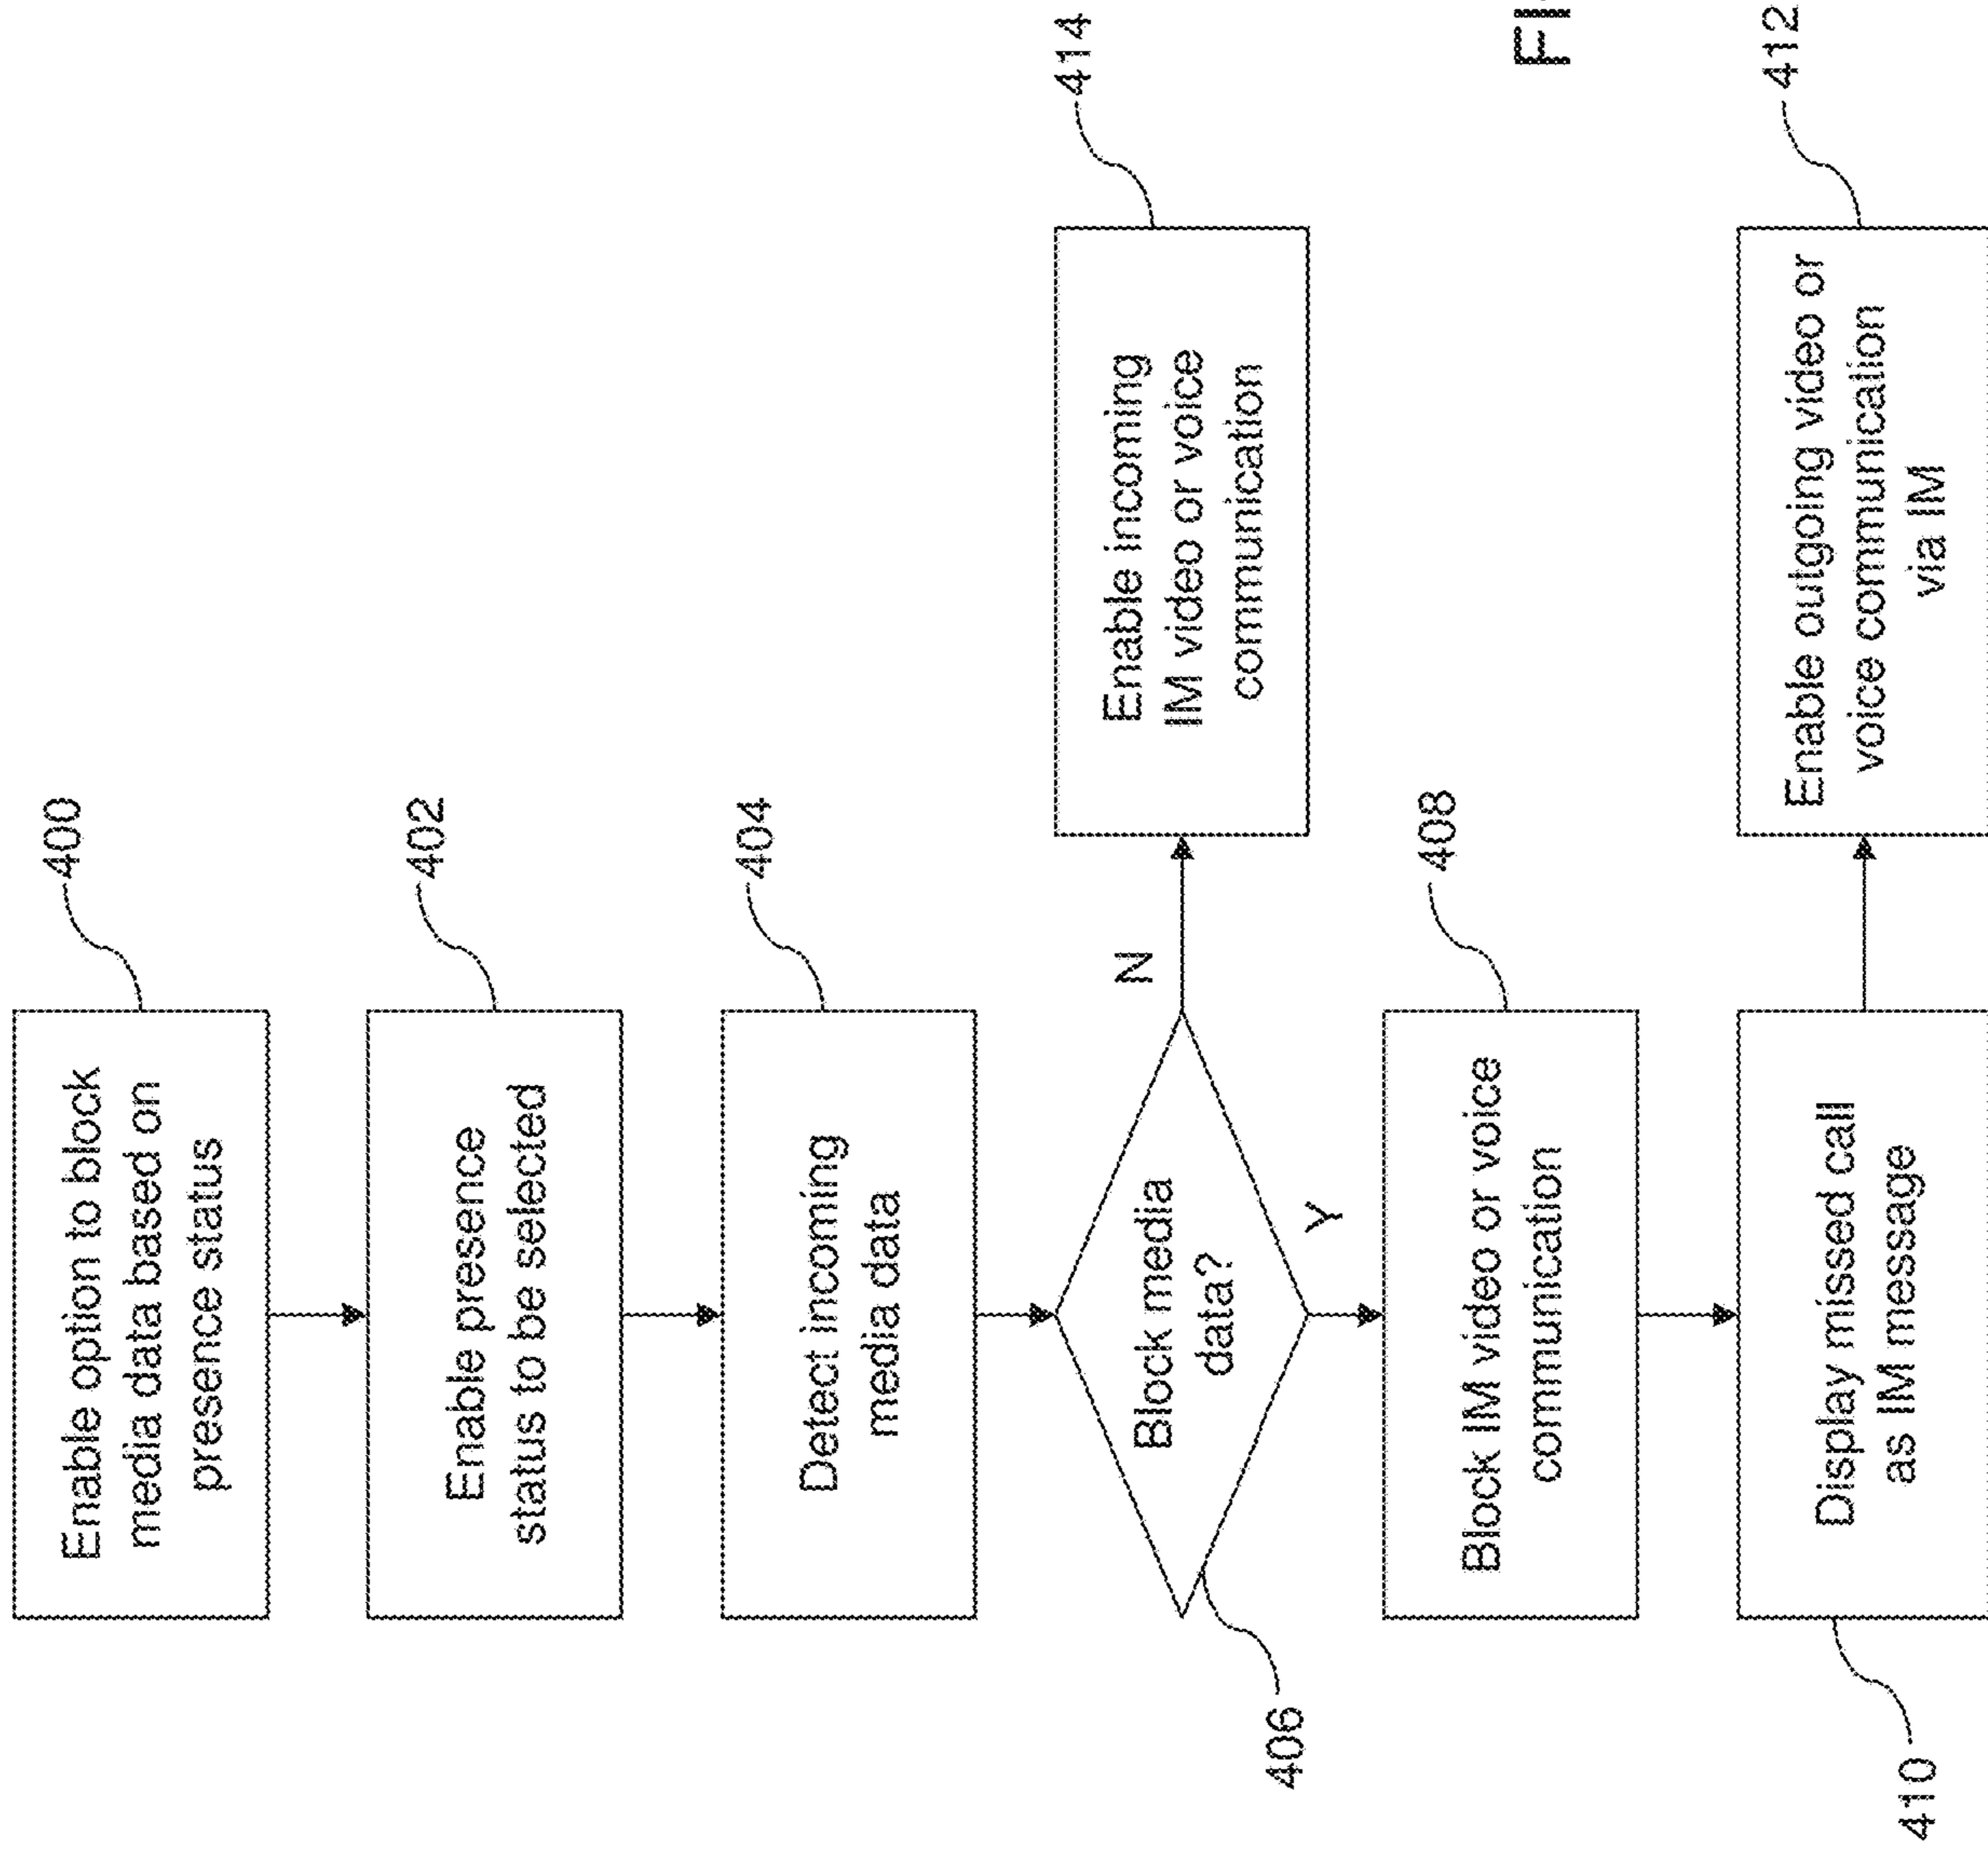 400
Enable option to block
media data based on
presence status
402
Enable presence
status to be selected
404
Detect incoming
media data
406
Block media
data?
N
414
Enable incoming
IM video or voice
communication
Y
408
Block IM video or voice
communication
410
Display missed call
as IM message
412
Enable outgoing video or
voice communication
via IM